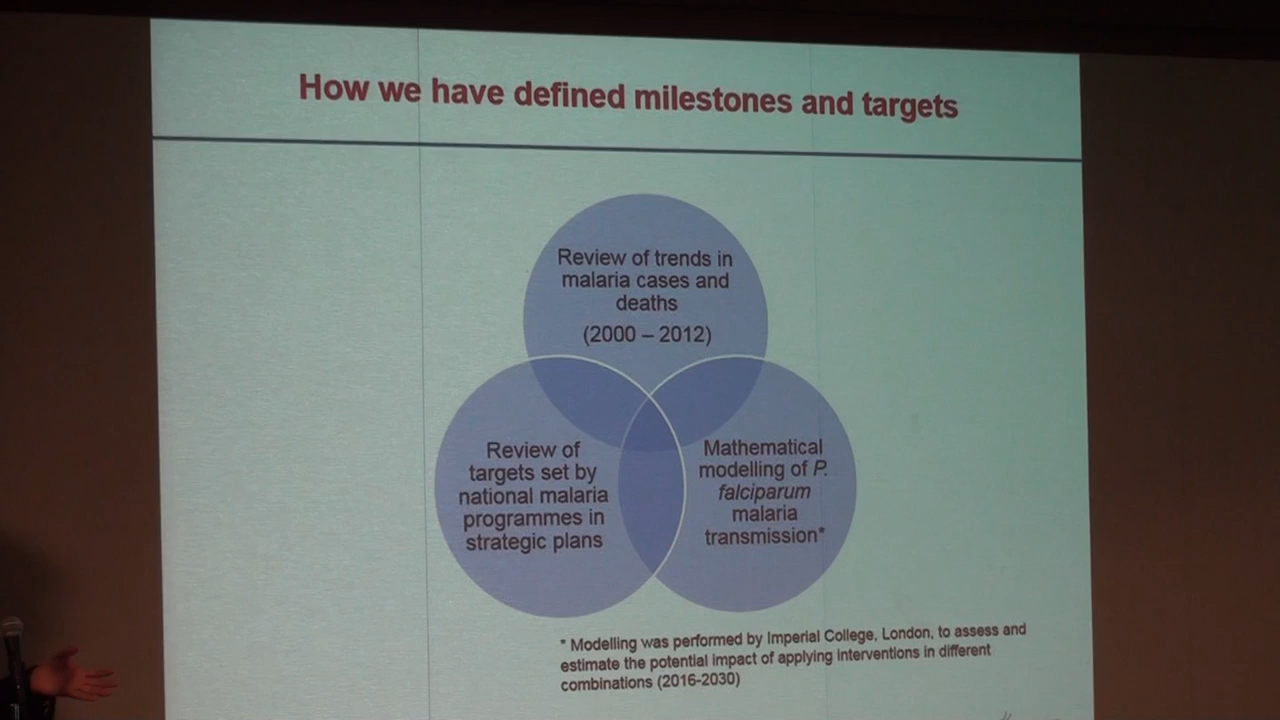 How we have defined milestones and targets
Review of trends in
malaria cases and
deaths
(2000 – 2012)
Review of
targets set by
national malaria
programmes in
strategic plans
Mathematical
modelling of P.
falciparum
malaria
transmission*
* Modelling was performed by Imperial College, London, to assess and
estimate the potential impact of applying interventions in different
combinations (2016-2030)